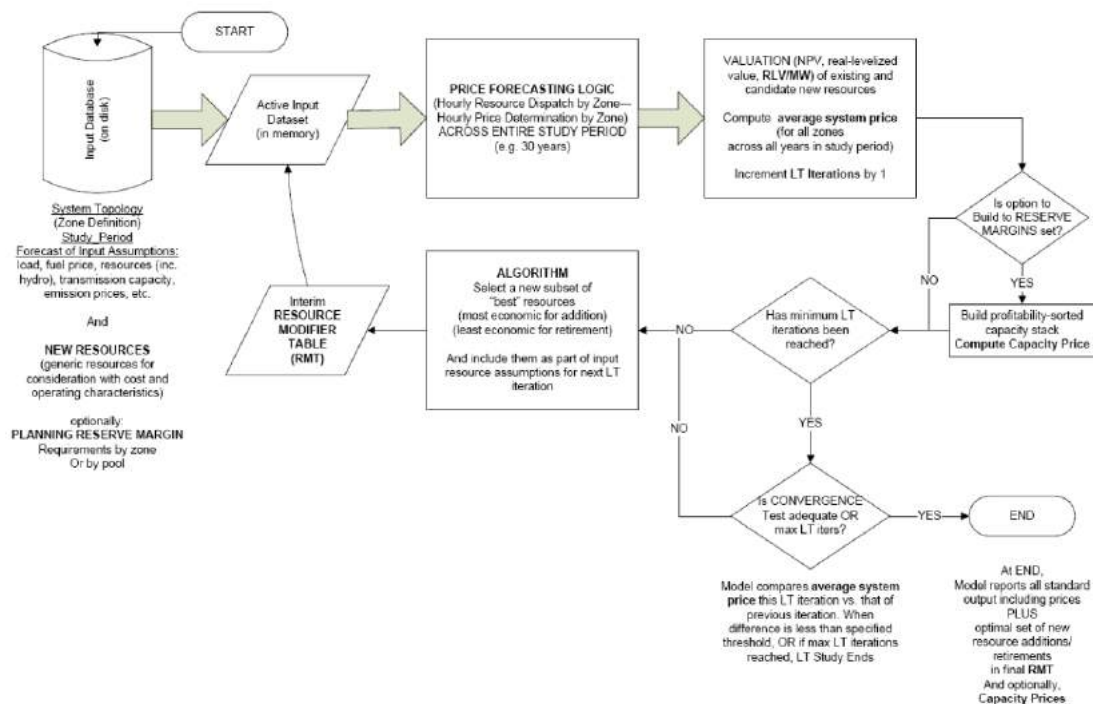 START
Input Database
(on disk)
Active Input
Dataset
(in memory)
PRICE FORECASTING LOGIC
(Hourly Resource Dispatch by Zone—
Hourly Price Determination by Zone)
ACROSS ENTIRE STUDY PERIOD
(e.g. 30 years)
VALUATION (NPV, real-levelized
value, RLV/MW) of existing and
candidate new resources
Compute average system price
(for all zones
across all years in study period)
Increment LT Iterations by 1
Is option to
Build to RESERVE
MARGINS set?
NO
YES
Build profitability-sorted
capacity stack
Compute Capacity Price
System Topology
(Zone Definition)
Study_Period
Forecast of Input Assumptions:
load, fuel price, resources (inc.
hydro), transmission capacity,
emission prices, etc.
And
NEW RESOURCES
(generic resources for
consideration with cost and
operating characteristics)
optionally:
PLANNING RESERVE MARGIN
Requirements by zone
Or by pool
Interim
RESOURCE
MODIFIER
TABLE
(RMT)
ALGORITHM
Select a new subset of
"best" resources
(most economic for addition)
(least economic for retirement)
And include them as part of input
resource assumptions for next LT
iteration
NO
Has minimum LT
iterations been
reached?
YES
NO
Is CONVERGENCE
Test adequate OR
max LT iters?
YES
END
Model compares average system
price this LT iteration vs. that of
previous iteration. When
difference is less than specified
threshold, OR if max LT iterations
reached, LT Study Ends
At END,
Model reports all standard
output including prices
PLUS
optimal set of new
resource additions/
retirements
in final RMT
And optionally,
Capacity Prices